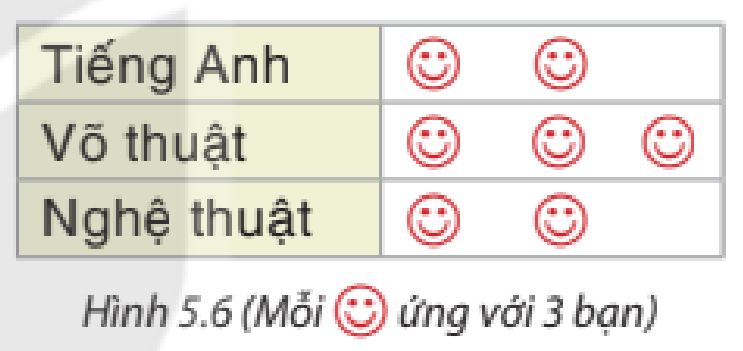 Tiếng Anh
Võ thuật
Nghệ thuật
Hình 5.6 (Mỗi ứng với 3 bạn)